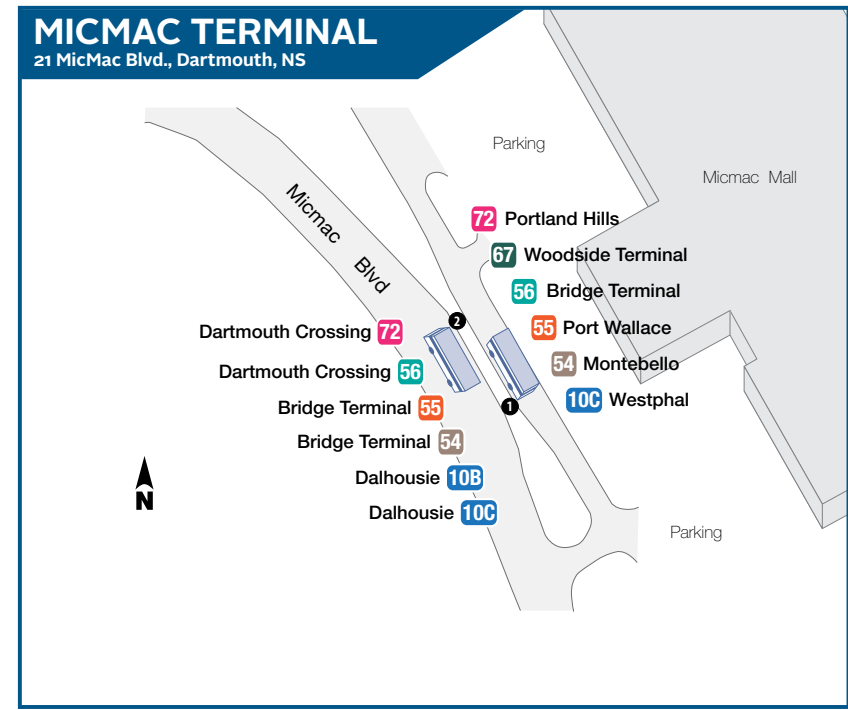 MICMAC TERMINAL
21 MicMac Blvd., Dartmouth, NS
Parking
Micmac Mall
Micmac Blvd
72 Portland Hills
67 Woodside Terminal
56 Bridge Terminal
55 Port Wallace
54 Montebello
10C Westphal
2
Dartmouth Crossing 72
Dartmouth Crossing 56
Bridge Terminal 55
Bridge Terminal 54
Dalhousie 10B
Dalhousie 10C
1
N
Parking